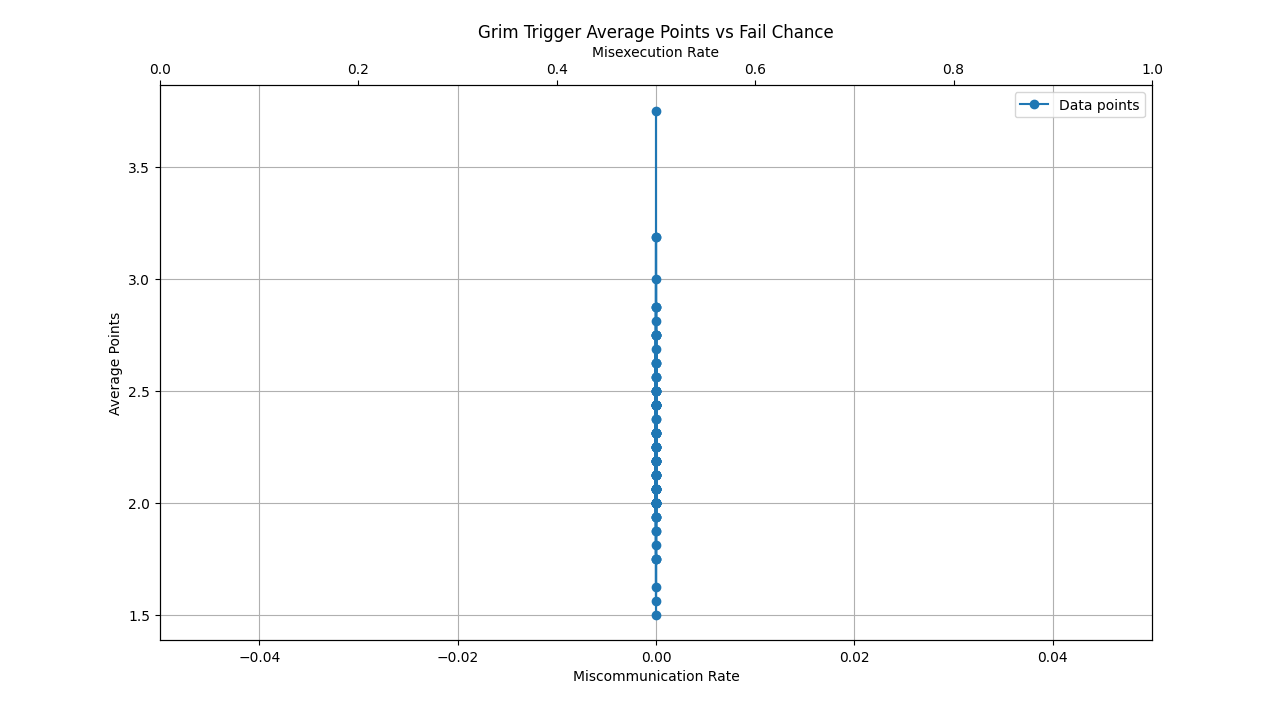 Grim Trigger Average Points vs Fail Chance
Misexecution Rate
0.0 0.2 0.4 0.6 0.8 1.0
Data points
3.5
3.0
2.5
2.0
1.5
Average Points
−0.04 −0.02 0.00 0.02 0.04
Miscommunication Rate